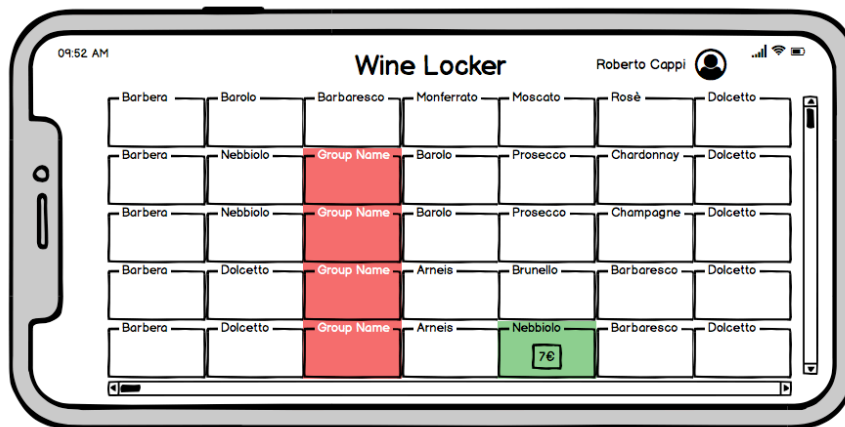 09:52 AM
Wine Locker
Roberto Cappi
Barbera Barolo Barbaresco Monferrato Moscato Rosè Dolcetto
Barbera Nebbiolo Group Name Barolo Prosecco Chardonnay Dolcetto
Barbera Nebbiolo Group Name Barolo Prosecco Champagne Dolcetto
Barbera Dolcetto Group Name Arneis Brunello Barbaresco Dolcetto
Barbera Dolcetto Group Name Arneis Nebbiolo Barbaresco Dolcetto
7€